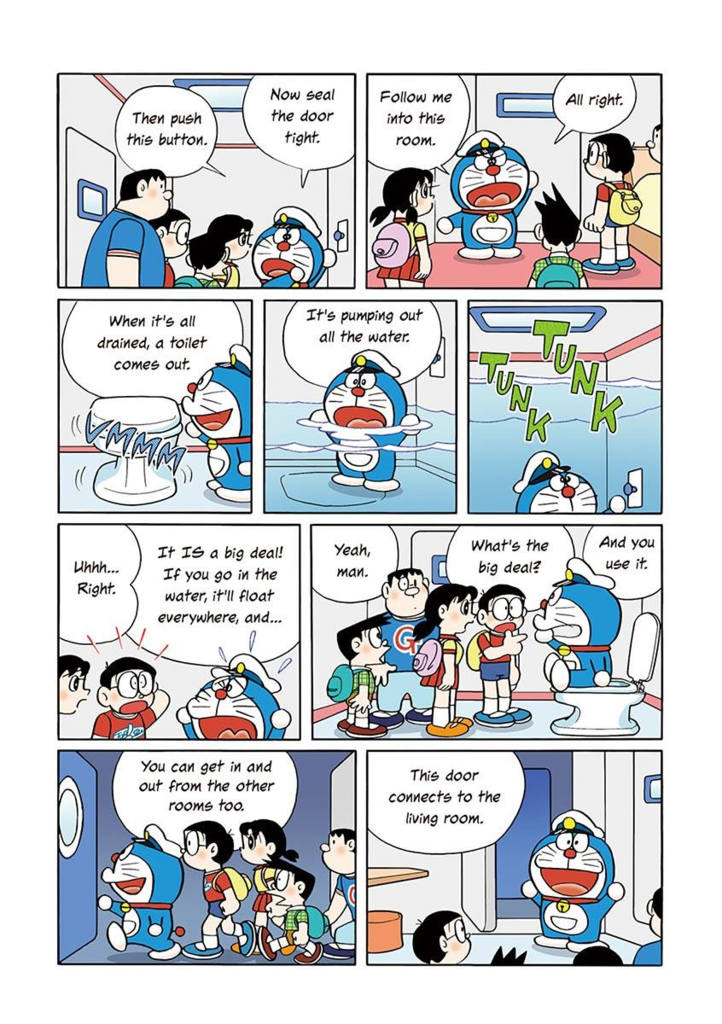 All right.
Follow me
into this
room.
Now seal
the door
tight.
Then push
this button.
TUNK
TUNK
It's pumping out
all the water.
When it's all
drained, a toilet
comes out.
VMMMM
And you
use it.
What's the
big deal?
Yeah,
man.
G
It IS a big deal!
If you go in the
water, it'll float
everywhere, and...
Uhhh...
Right.
This door
connects to the
living room.
You can get in and
out from the other
rooms too.